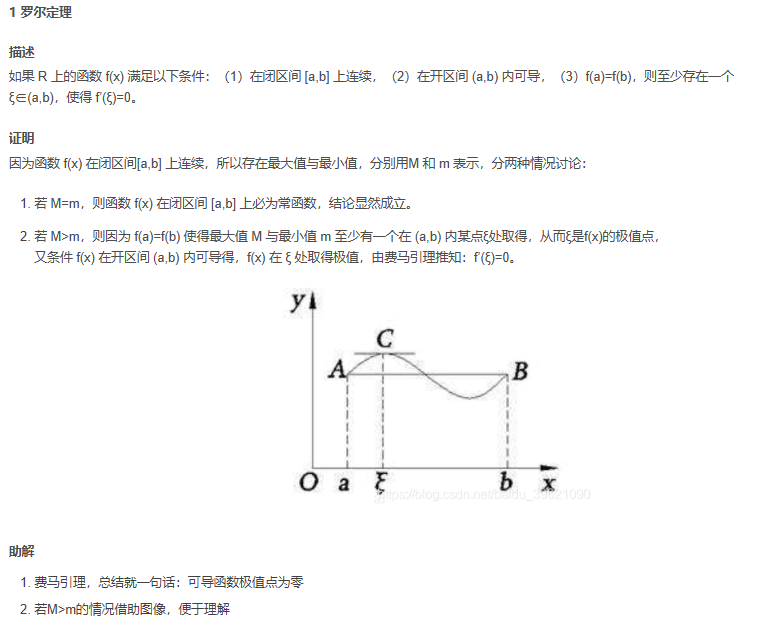 1 罗尔定理
描述
如果 R 上的函数 f(x) 满足以下条件：（1）在闭区间 [a,b] 上连续，（2）在开区间 (a,b) 内可导，（3）f(a)=f(b)，则至少存在一个
ξ∈(a,b)，使得 f'(ξ)=0。
证明
因为函数 f(x) 在闭区间[a,b] 上连续，所以存在最大值与最小值，分别用M 和 m 表示，分两种情况讨论：
1. 若 M=m，则函数 f(x) 在闭区间 [a,b] 上必为常函数，结论显然成立。
2. 若 M>m，则因为 f(a)=f(b) 使得最大值 M 与最小值 m 至少有一个在 (a,b) 内某点ξ处取得，从而ξ是f(x)的极值点，
又条件 f(x) 在开区间 (a,b) 内可导得，f(x) 在 ξ 处取得极值，由费马引理推知：f'(ξ)=0。
y
C
A B
O a ξ b x
https://blog.csdn.net/baidu_
助解
1. 费马引理，总结就一句话：可导函数极值点为零
2. 若M>m的情况借助图像，便于理解